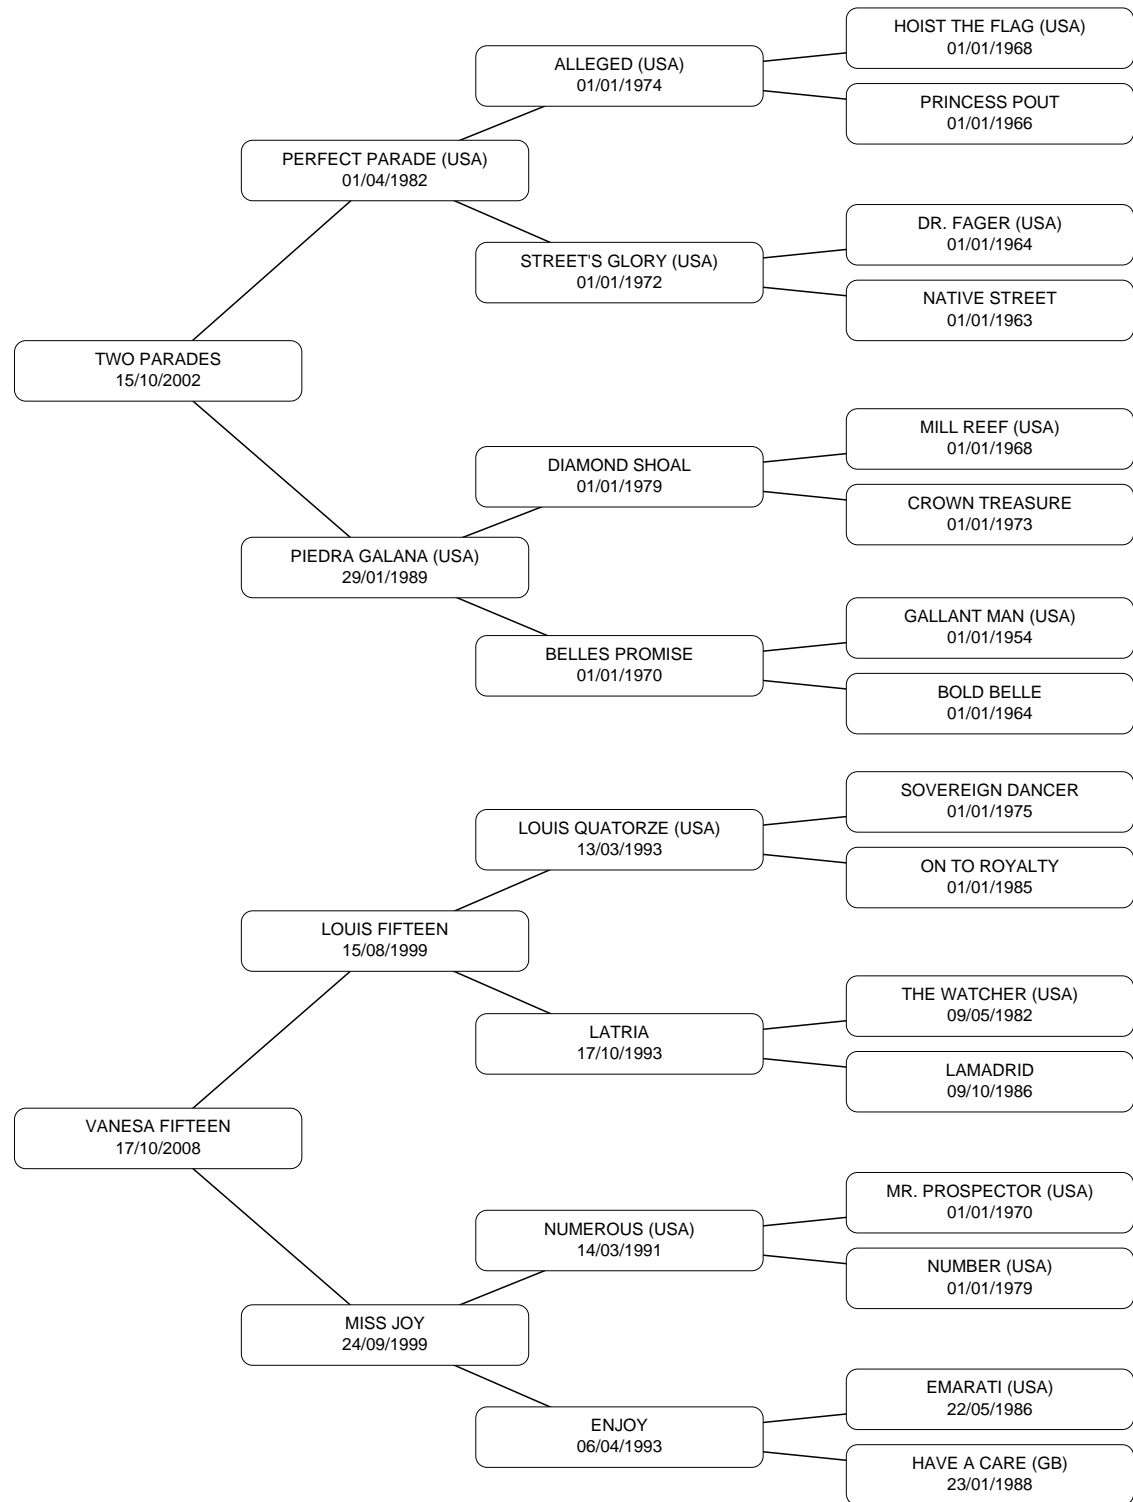 HOIST THE FLAG (USA)
01/01/1968
ALLEGED (USA)
01/01/1974
PRINCESS POUT
01/01/1966
PERFECT PARADE (USA)
01/04/1982
DR. FAGER (USA)
01/01/1964
STREET'S GLORY (USA)
01/01/1972
NATIVE STREET
01/01/1963
TWO PARADES
15/10/2002
MILL REEF (USA)
01/01/1968
DIAMOND SHOAL
01/01/1979
CROWN TREASURE
01/01/1973
PIEDRA GALANA (USA)
29/01/1989
GALLANT MAN (USA)
01/01/1954
BELLES PROMISE
01/01/1970
BOLD BELLE
01/01/1964
SOVEREIGN DANCER
01/01/1975
LOUIS QUATORZE (USA)
13/03/1993
ON TO ROYALTY
01/01/1985
LOUIS FIFTEEN
15/08/1999
THE WATCHER (USA)
09/05/1982
LATRIA
17/10/1993
LAMADRID
09/10/1986
VANESA FIFTEEN
17/10/2008
MR. PROSPECTOR (USA)
01/01/1970
NUMEROUS (USA)
14/03/1991
NUMBER (USA)
01/01/1979
MISS JOY
24/09/1999
EMARATI (USA)
22/05/1986
ENJOY
06/04/1993
HAVE A CARE (GB)
23/01/1988